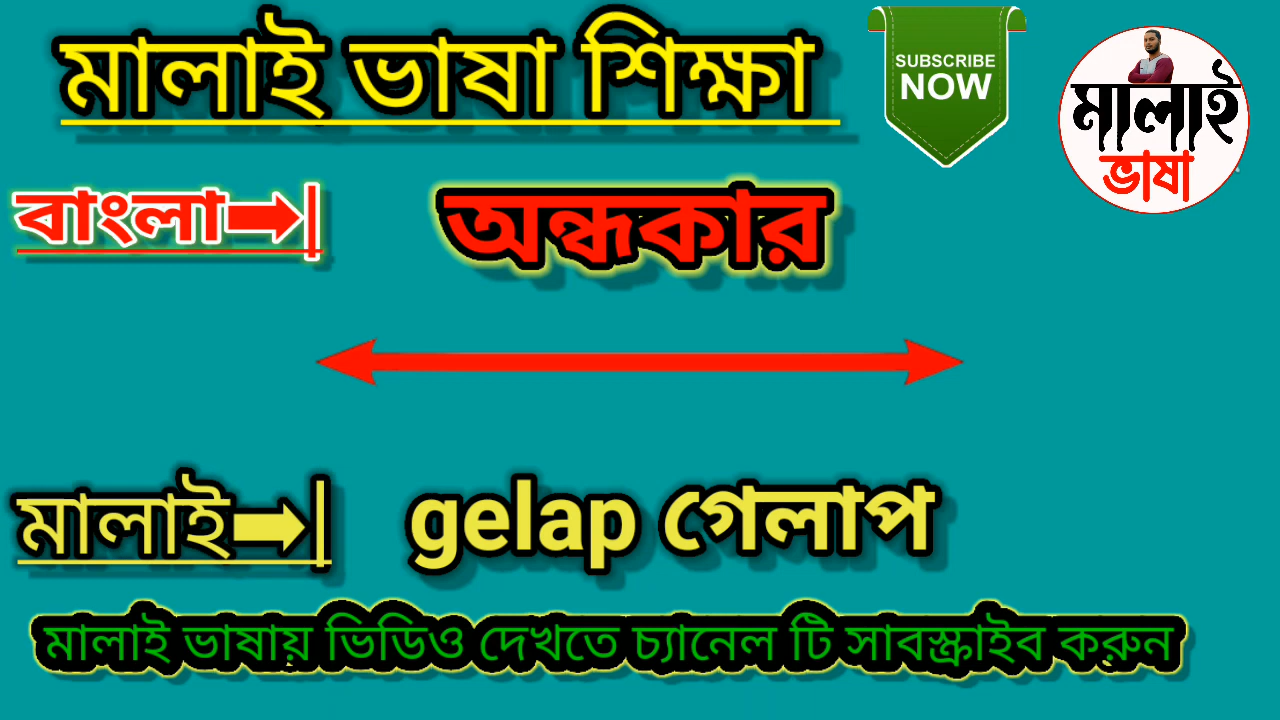 মালাই ভাষা শিক্ষা
SUBSCRIBE
NOW
মালাই
ভাষা
বাংলা➡| অন্ধকার
মালাই➡| gelap গেলাপ
মালাই ভাষায় ভিডিও দেখতে চ্যানেল টি সাবস্ক্রাইব করুন